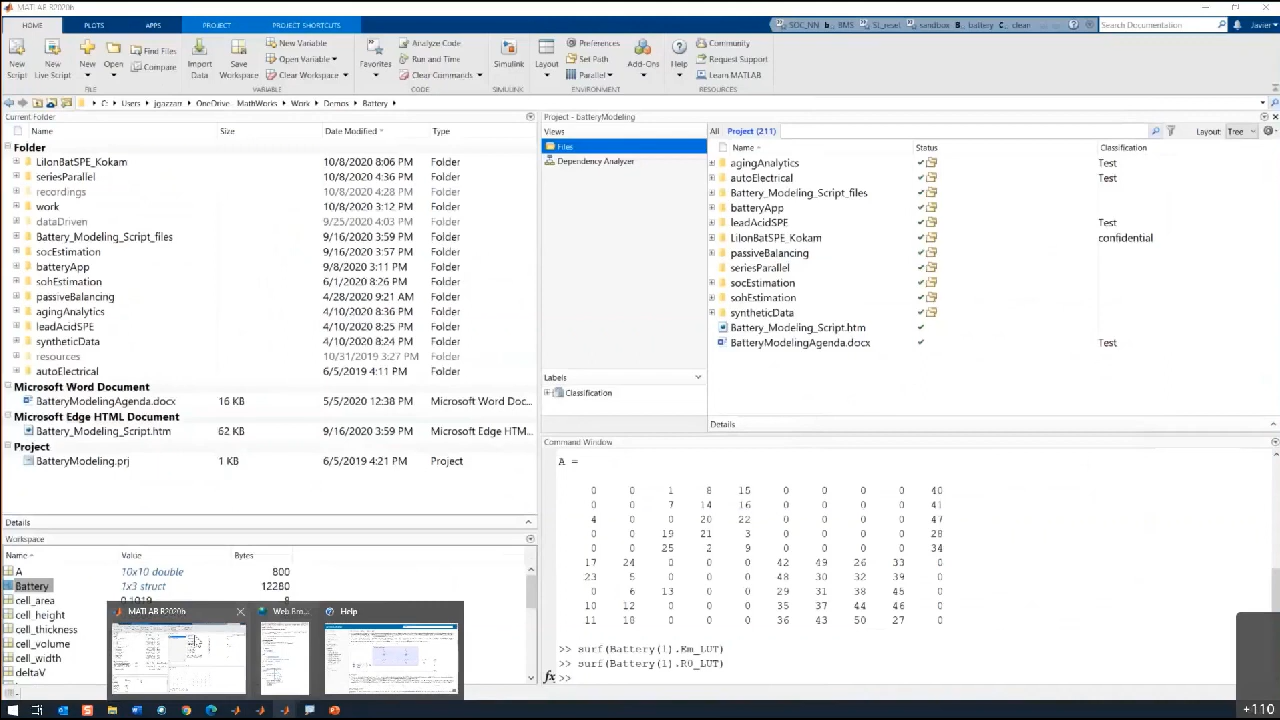 MATLAB R2020b
HOME PLOTS APPS PROJECT PROJECT SHORTCUTS SOC_NN b... BMS SI_reset sandbox B... battery C... clean Search Documentation Javier
New Script New Live Script New Open Find Files Compare Import Data Save Workspace New Variable Open Variable Clear Workspace Favorites Analyze Code Run and Time Clear Commands Simulink Layout Preferences Set Path Parallel Add-Ons Help Community Request Support Learn MATLAB
FILE VARIABLE CODE SIMULINK ENVIRONMENT RESOURCES
C: Users jgazzarr OneDrive - MathWorks Work Demos Battery
Current Folder
Name Size Date Modified Type
Folder
LiIonBatSPE_Kokam 10/8/2020 8:06 PM Folder
seriesParallel 10/8/2020 4:36 PM Folder
recordings 10/8/2020 4:28 PM Folder
work 10/8/2020 3:12 PM Folder
dataDriven 9/25/2020 4:03 PM Folder
Battery_Modeling_Script_files 9/16/2020 3:59 PM Folder
socEstimation 9/16/2020 3:57 PM Folder
batteryApp 9/8/2020 3:11 PM Folder
sohEstimation 6/1/2020 8:26 PM Folder
passiveBalancing 4/28/2020 9:21 AM Folder
agingAnalytics 4/10/2020 8:36 PM Folder
leadAcidSPE 4/10/2020 8:25 PM Folder
syntheticData 4/10/2020 8:24 PM Folder
resources 10/31/2019 3:27 PM Folder
autoElectrical 6/5/2019 4:11 PM Folder
Microsoft Word Document
BatteryModelingAgenda.docx 16 KB 5/5/2020 12:38 PM Microsoft Word Doc...
Microsoft Edge HTML Document
Battery_Modeling_Script.htm 62 KB 9/16/2020 3:59 PM Microsoft Edge HTM...
Project
BatteryModeling.prj 1 KB 6/5/2019 4:21 PM Project
Details
Workspace
Name Value Bytes
A 10x10 double 800
Battery 1x3 struct 12280
cell_area 0.1019 8
cell_height
cell_thickness
cell_volume
cell_width
deltaV
MATLAB R2020b Web Bro... Help
Project - batteryModeling
Views
Files
Dependency Analyzer
Labels
Classification
All Project (211) Layout: Tree
Name Status Classification
agingAnalytics Test
autoElectrical Test
Battery_Modeling_Script_files
batteryApp
leadAcidSPE Test
LiIonBatSPE_Kokam confidential
passiveBalancing
seriesParallel
socEstimation
sohEstimation
syntheticData
Battery_Modeling_Script.htm
BatteryModelingAgenda.docx Test
Details
Command Window
A =
0 0 1 8 15 0 0 0 0 40
0 0 7 14 16 0 0 0 0 41
4 0 0 20 22 0 0 0 0 47
0 0 19 21 3 0 0 0 0 28
0 0 25 2 9 0 0 0 0 34
17 24 0 0 0 42 49 26 33 0
23 5 0 0 0 48 30 32 39 0
0 6 13 0 0 29 31 38 45 0
10 12 0 0 0 35 37 44 46 0
11 18 0 0 0 36 43 50 27 0
>> surf(Battery(1).Em_LUT)
>> surf(Battery(1).R0_LUT)
fx >>
+110